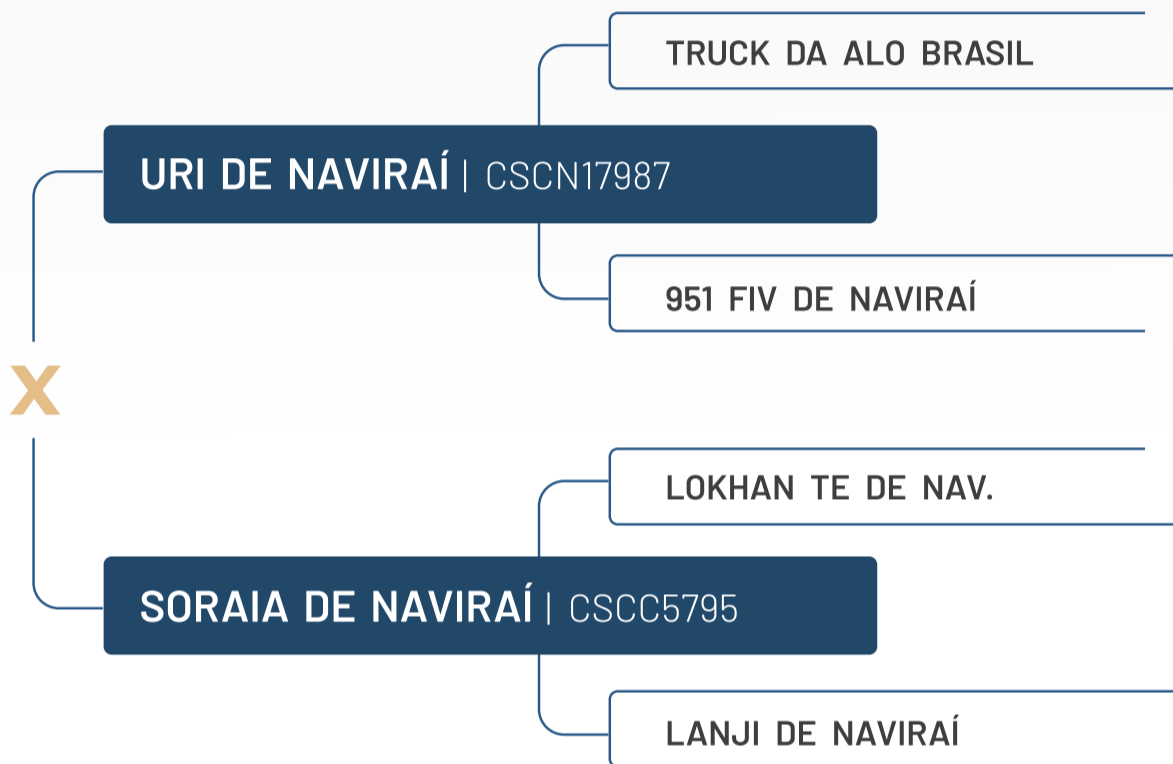 TRUCK DA ALO BRASIL
URI DE NAVIRAÍ | CSCN17987
951 FIV DE NAVIRAÍ
X
LOKHAN TE DE NAV.
SORAIA DE NAVIRAÍ | CSCC5795
LANJI DE NAVIRAÍ